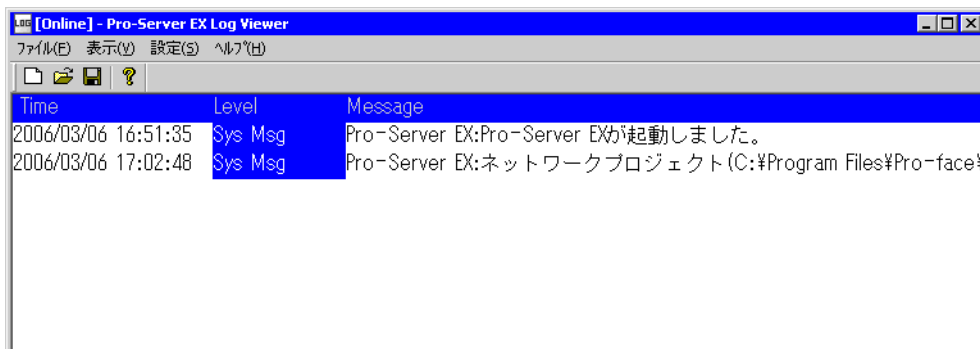 LOG [Online] - Pro-Server EX Log Viewer
ﾌｧｲﾙ(F) 表示(V) 設定(S) ﾍﾙﾌﾟ(H)
Time Level Message
2006/03/06 16:51:35 Sys Msg Pro-Server EX:Pro-Server EXが起動しました。
2006/03/06 17:02:48 Sys Msg Pro-Server EX:ネットワークプロジェクト(C:¥Program Files¥Pro-face¥